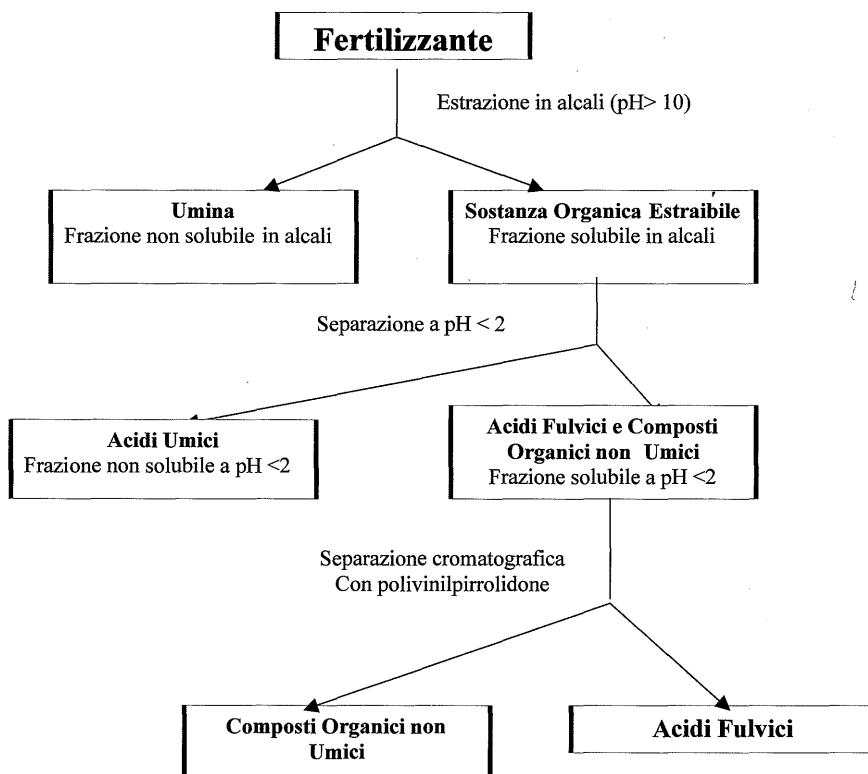 Fertilizzante
Estrazione in alcali (pH> 10)
Umina
Frazione non solubile in alcali
Sostanza Organica Estraibile
Frazione solubile in alcali
Separazione a pH < 2
Acidi Umici
Frazione non solubile a pH <2
Acidi Fulvici e Composti
Organici non Umici
Frazione solubile a pH <2
Separazione cromatografica
Con polivinilpirrolidone
Composti Organici non
Umici
Acidi Fulvici